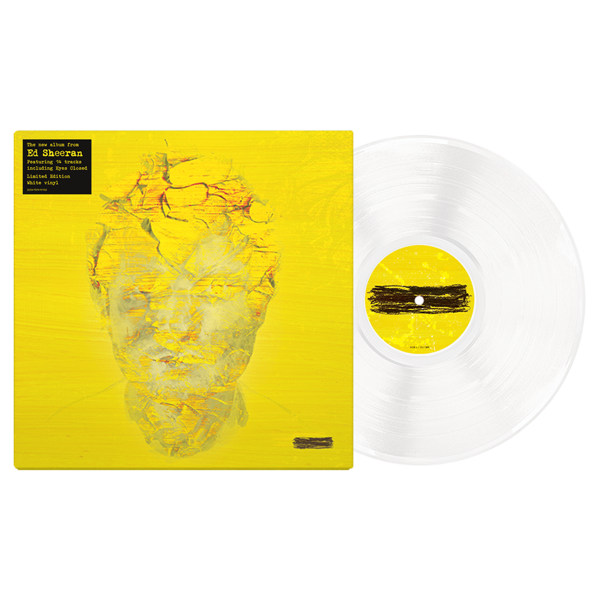 The new album from
Ed Sheeran
Featuring 14 tracks
including Eyes Closed
Limited Edition
White vinyl